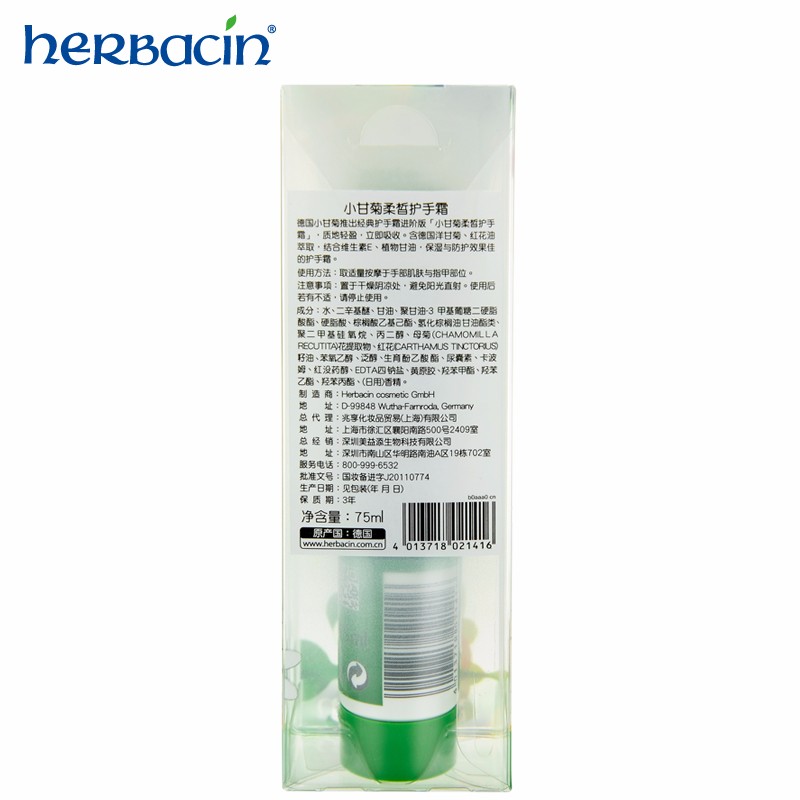 herbacin®
小甘菊柔皙护手霜
德国小甘菊推出经典护手霜进阶版「小甘菊柔皙护手
霜」，质地轻盈，立即吸收。含德国洋甘菊、红花油
萃取，结合维生素E、植物甘油，保湿与防护效果佳
的护手霜。
使用方法：取适量按摩于手部肌肤与指甲部位。
注意事项：置于干燥阴凉处，避免阳光直射。使用后
若有不适，请停止使用。
成分：水、二辛基醚、甘油、聚甘油-3 甲基葡糖二硬脂
酸酯、硬脂酸、棕榈酸乙基己酯、氢化棕榈油甘油酯类、
聚二甲基硅氧烷、丙二醇、母菊(CHAMOMILLA
RECUTITA)花提取物、红花(CARTHAMUS TINCTORIUS)
籽油、苯氧乙醇、泛醇、生育酚乙酸酯、尿囊素、卡波
姆、红没药醇、EDTA四钠盐、黄原胶、羟苯甲酯、羟苯
乙酯、羟苯丙酯、(日用)香精。
制 造 商：Herbacin cosmetic GmbH
地 址：D-99848 Wutha-Farnroda, Germany
总 代 理：兆享化妆品贸易(上海)有限公司
地 址：上海市徐汇区襄阳南路500号2409室
总 经 销：深圳美益添生物科技有限公司
地 址：深圳市南山区华明路南油A区19栋702室
服务电话：800-999-6532
批准文号：国妆备进字J20110774
生产日期：见包装(年 月 日)
保 质 期：3年
b0aaa0 cn
净含量：75ml
原产国：德国
www.herbacin.com.cn
4 013718 021416